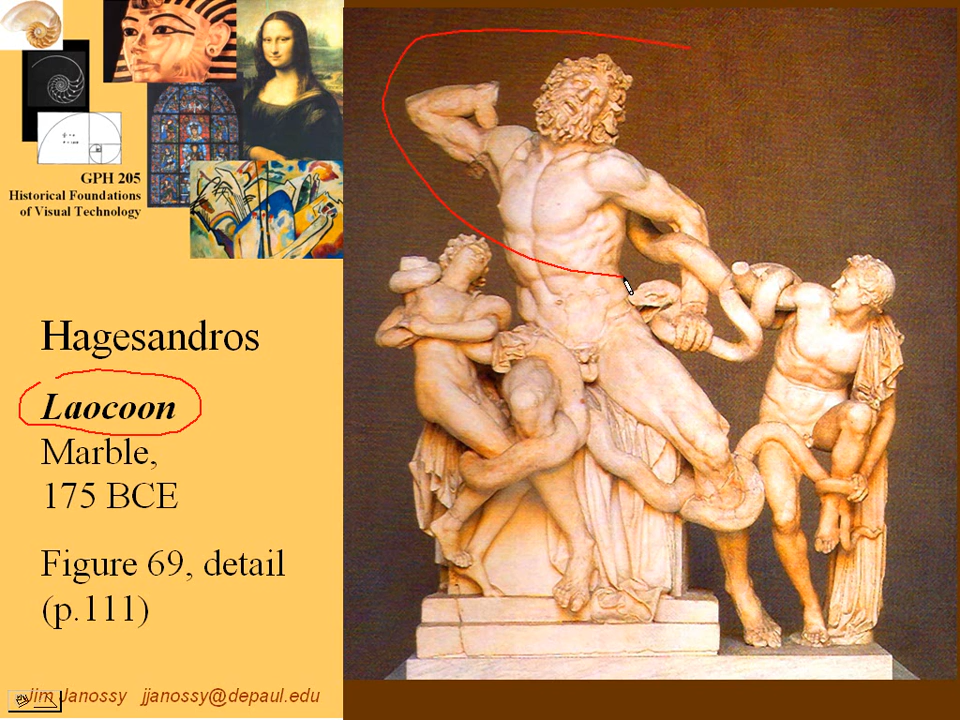 GPH 205
Historical Foundations
of Visual Technology
Hagesandros
Laocoon
Marble,
175 BCE
Figure 69, detail
(p.111)
Jim Janossy jjanossy@depaul.edu